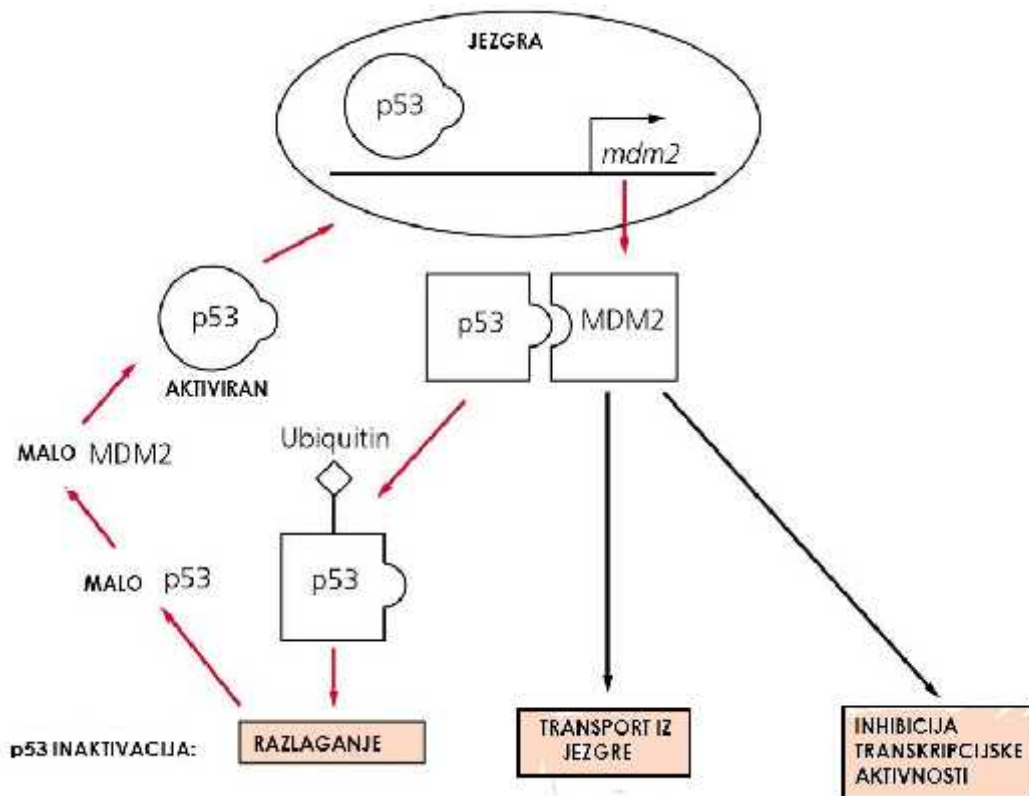 JEZGRA
p53
mdm2
p53
AKTIVIRAN
p53
MDM2
Ubiquitin
MALO MDM2
MALO p53
p53
p53 INAKTIVACIJA:
RAZLAGANJE
TRANSPORT IZ
JEZGRE
INHIBICIJA
TRANSKRIPCIJSKE
AKTIVNOSTI